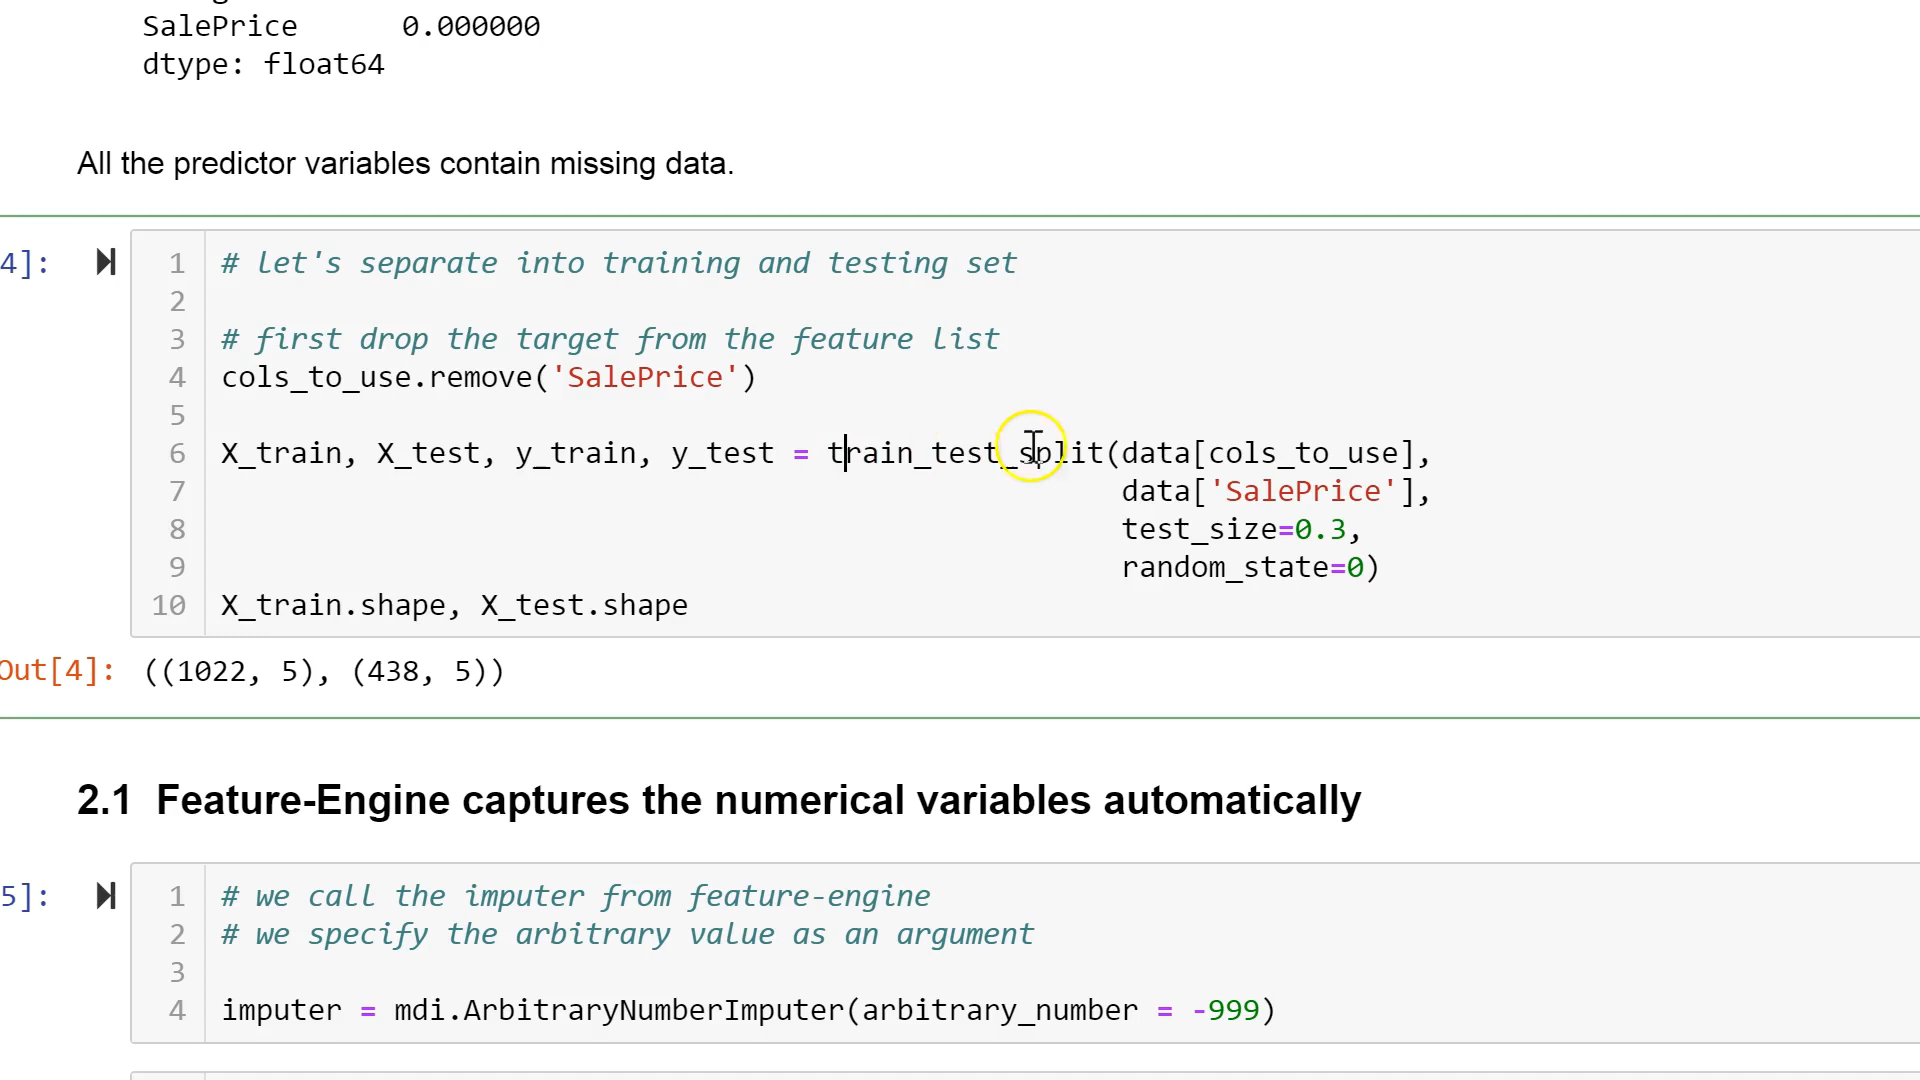 SalePrice 0.000000
dtype: float64
All the predictor variables contain missing data.
4]:
1 # let's separate into training and testing set
2
3 # first drop the target from the feature list
4 cols_to_use.remove('SalePrice')
5
6 X_train, X_test, y_train, y_test = train_test_split(data[cols_to_use],
7 data['SalePrice'],
8 test_size=0.3,
9 random_state=0)
10 X_train.shape, X_test.shape
Out[4]: ((1022, 5), (438, 5))
2.1 Feature-Engine captures the numerical variables automatically
5]:
1 # we call the imputer from feature-engine
2 # we specify the arbitrary value as an argument
3
4 imputer = mdi.ArbitraryNumberImputer(arbitrary_number = -999)